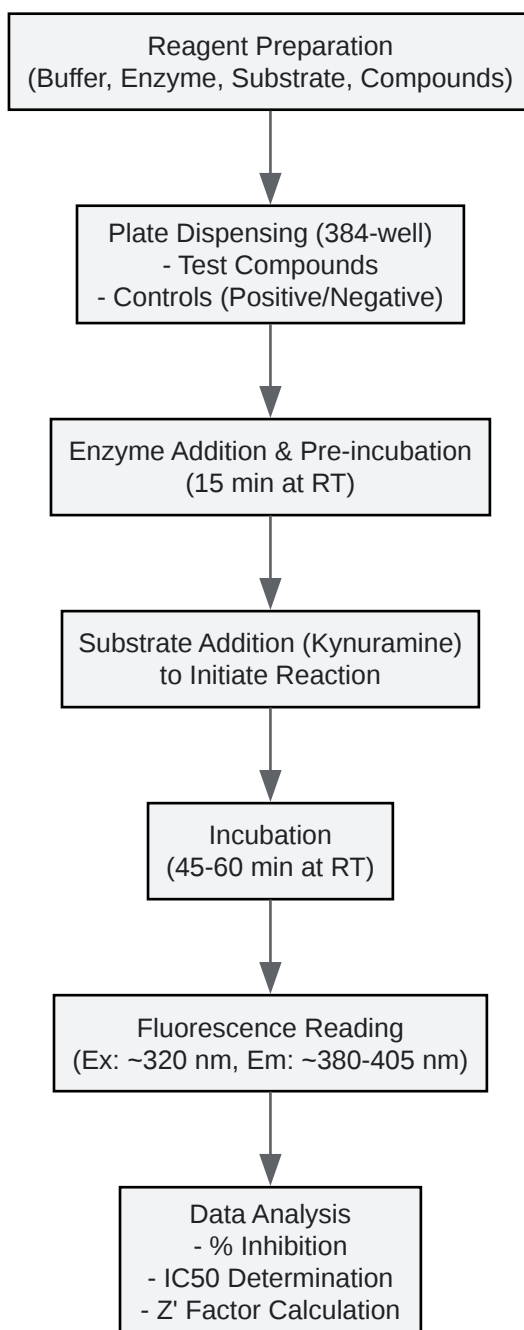 Reagent Preparation
(Buffer, Enzyme, Substrate, Compounds)
Plate Dispensing (384-well)
- Test Compounds
- Controls (Positive/Negative)
Enzyme Addition & Pre-incubation
(15 min at RT)
Substrate Addition (Kynuramine)
to Initiate Reaction
Incubation
(45-60 min at RT)
Fluorescence Reading
(Ex: ~320 nm, Em: ~380-405 nm)
Data Analysis
- % Inhibition
- IC50 Determination
- Z' Factor Calculation